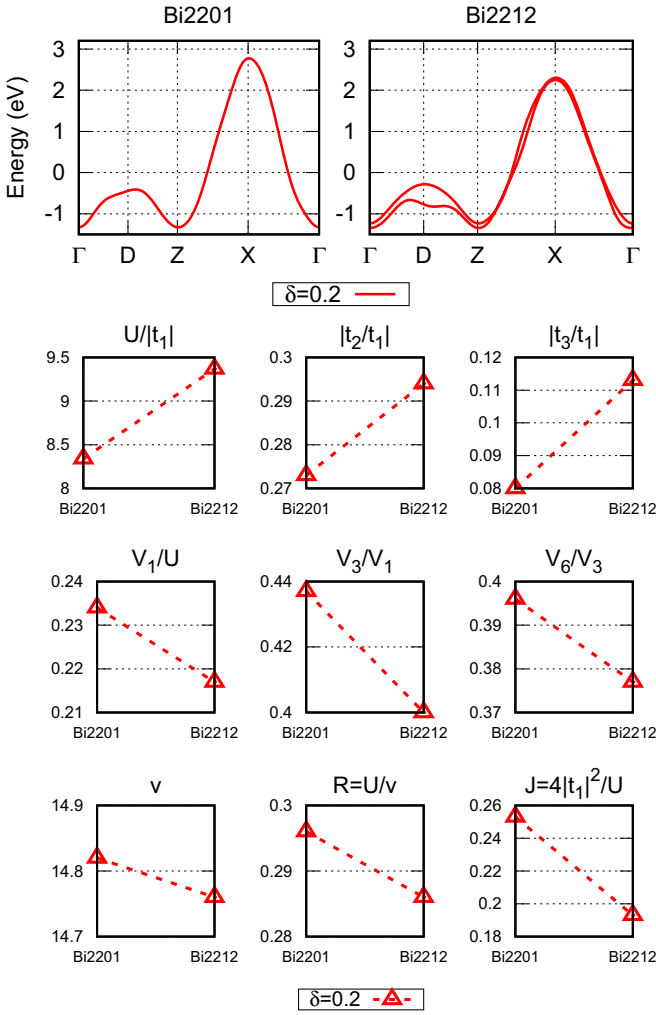 Bi2201 Bi2212
Energy (eV)
3 3
2 2
1 1
0 0
-1 -1
Γ D Z X Γ Γ D Z X Γ
δ=0.2
U/|t1| |t2/t1| |t3/t1|
9.5 0.3 0.12
9 0.29 0.11
0.1
8.5 0.28 0.09
8 0.27 0.08
Bi2201 Bi2212 Bi2201 Bi2212 Bi2201 Bi2212
V1/U V3/V1 V6/V3
0.24 0.44 0.4
0.23 0.39
0.42
0.22 0.38
0.21 0.4 0.37
Bi2201 Bi2212 Bi2201 Bi2212 Bi2201 Bi2212
v R=U/v J=4|t1|²/U
14.9 0.3 0.26
0.24
14.8 0.29 0.22
0.2
14.7 0.28 0.18
Bi2201 Bi2212 Bi2201 Bi2212 Bi2201 Bi2212
δ=0.2